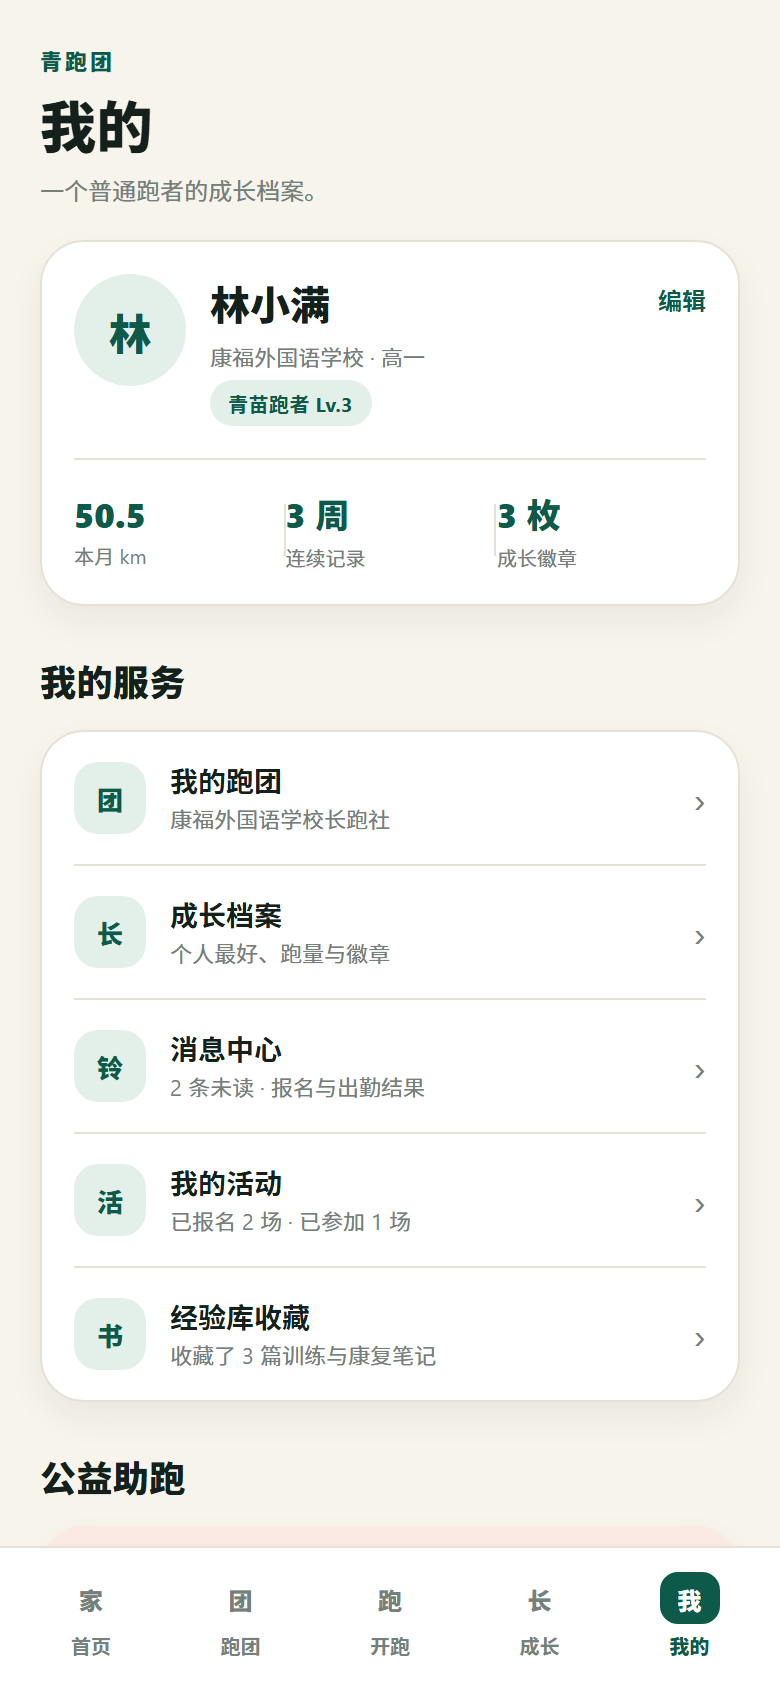 青跑团
我的
一个普通跑者的成长档案。
林
林小满
编辑
康福外国语学校 · 高一
青苗跑者 Lv.3
50.5
3 周
3 枚
本月 km
连续记录
成长徽章
我的服务
团
我的跑团
康福外国语学校长跑社
›
长
成长档案
个人最好、跑量与徽章
›
铃
消息中心
2 条未读 · 报名与出勤结果
›
活
我的活动
已报名 2 场 · 已参加 1 场
›
书
经验库收藏
收藏了 3 篇训练与康复笔记
›
公益助跑
家
团
跑
长
我
首页
跑团
开跑
成长
我的